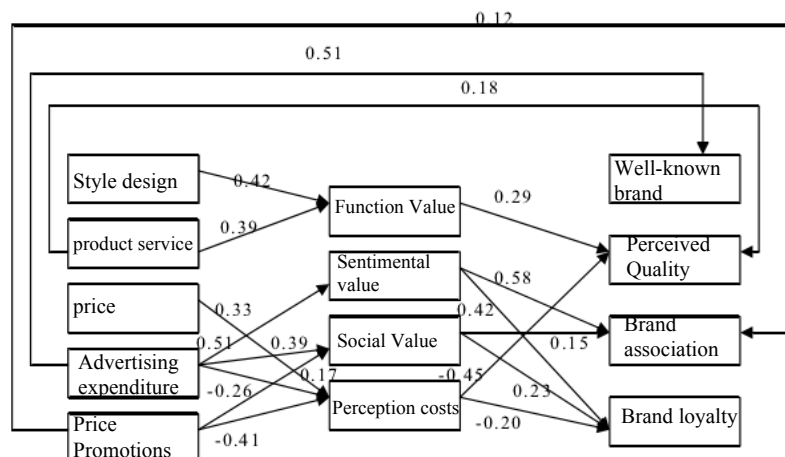 0.12
0.51
0.18
Style design
0.42
Function Value
0.29
Well-known
brand
product service
0.39
Perceived
Quality
Sentimental
value
0.58
price
0.33
0.42
Social Value
0.15
Brand
association
0.51
0.39
Advertising
expenditure
-0.26
0.17
-0.45
0.23
Perception costs
Brand loyalty
Price
Promotions
-0.41
-0.20